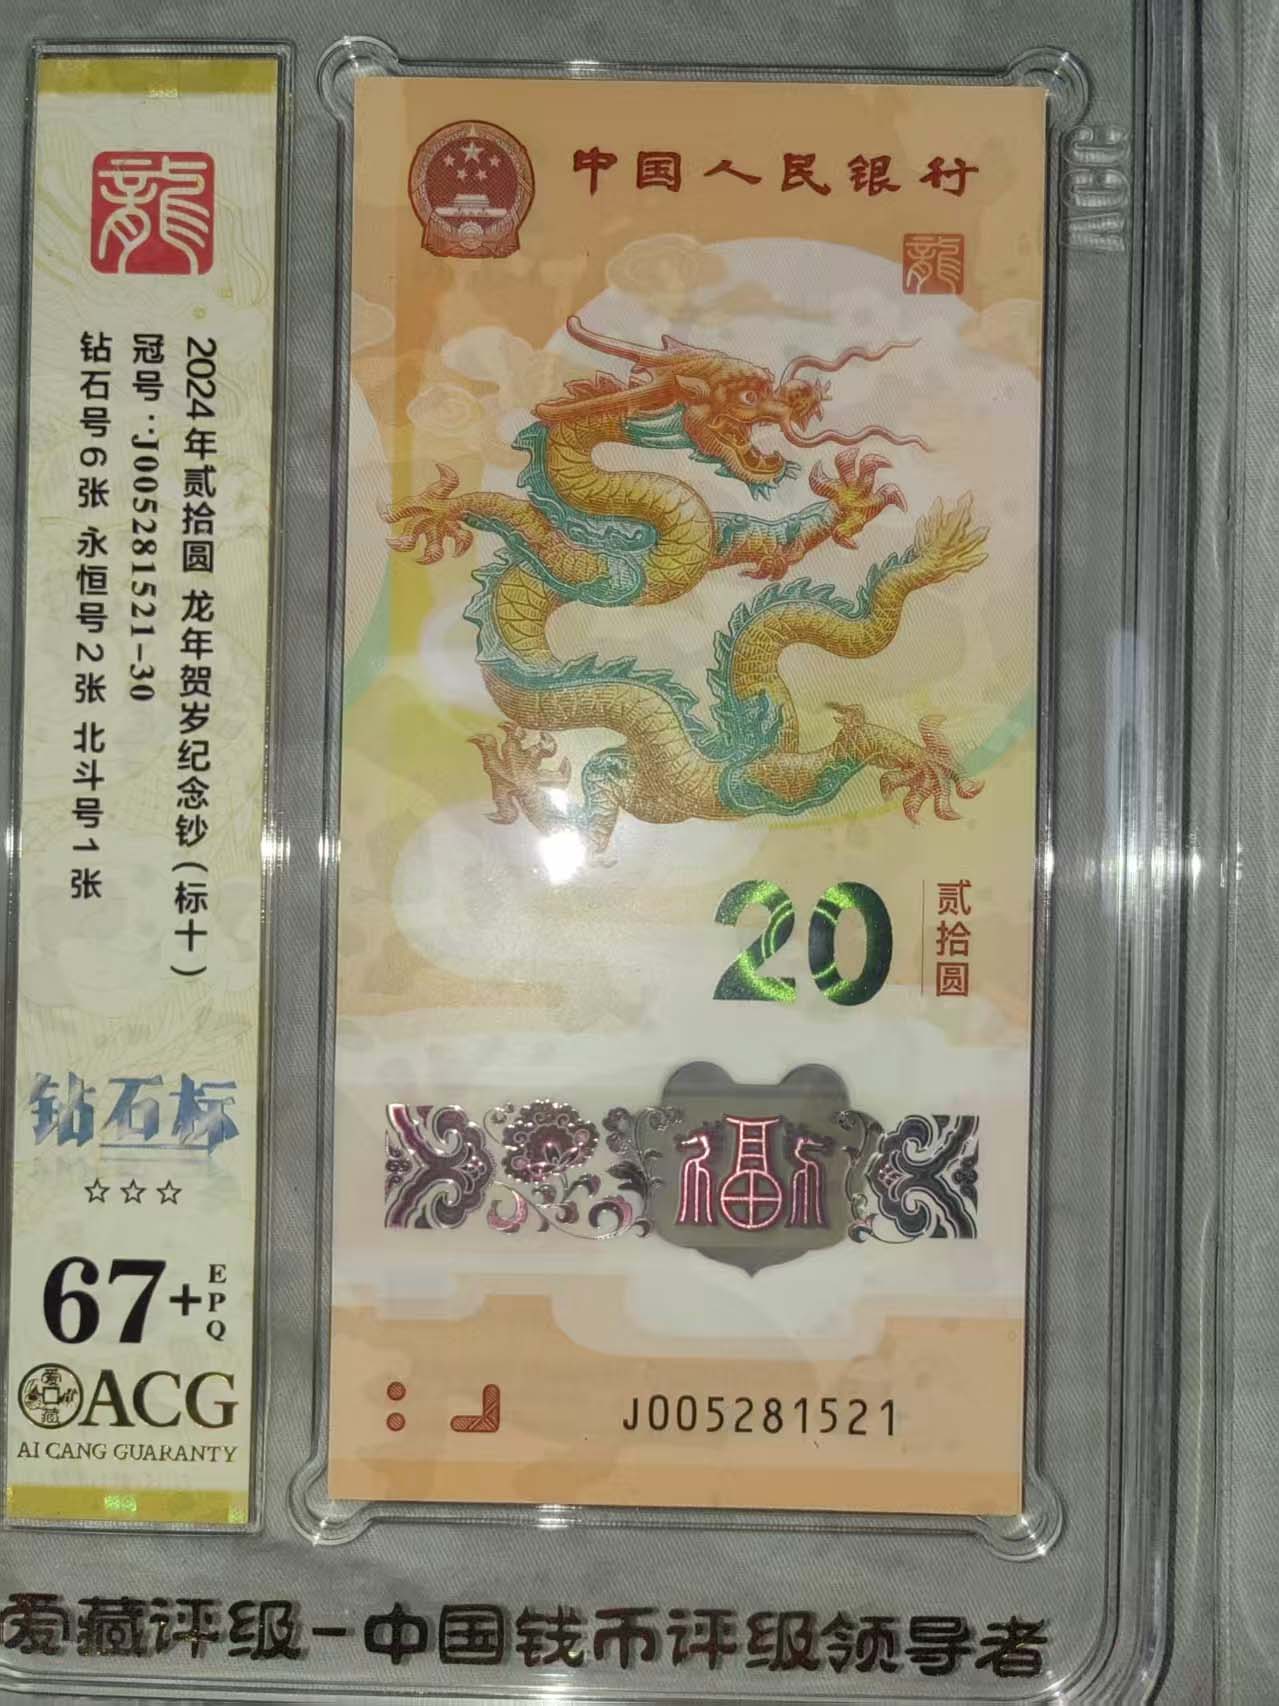 龍
2024年贰拾圆 龙年贺岁纪念钞(标十)
冠号:J005281521-30
钻石号6张 永恒号2张 北斗号1张
钻石标
67+
EPQ
爱藏
ACG
AI CANG GUARANTY
中国人民银行
龍
20
贰拾圆
福
J005281521
ACG
爱藏评级-中国钱币评级领导者